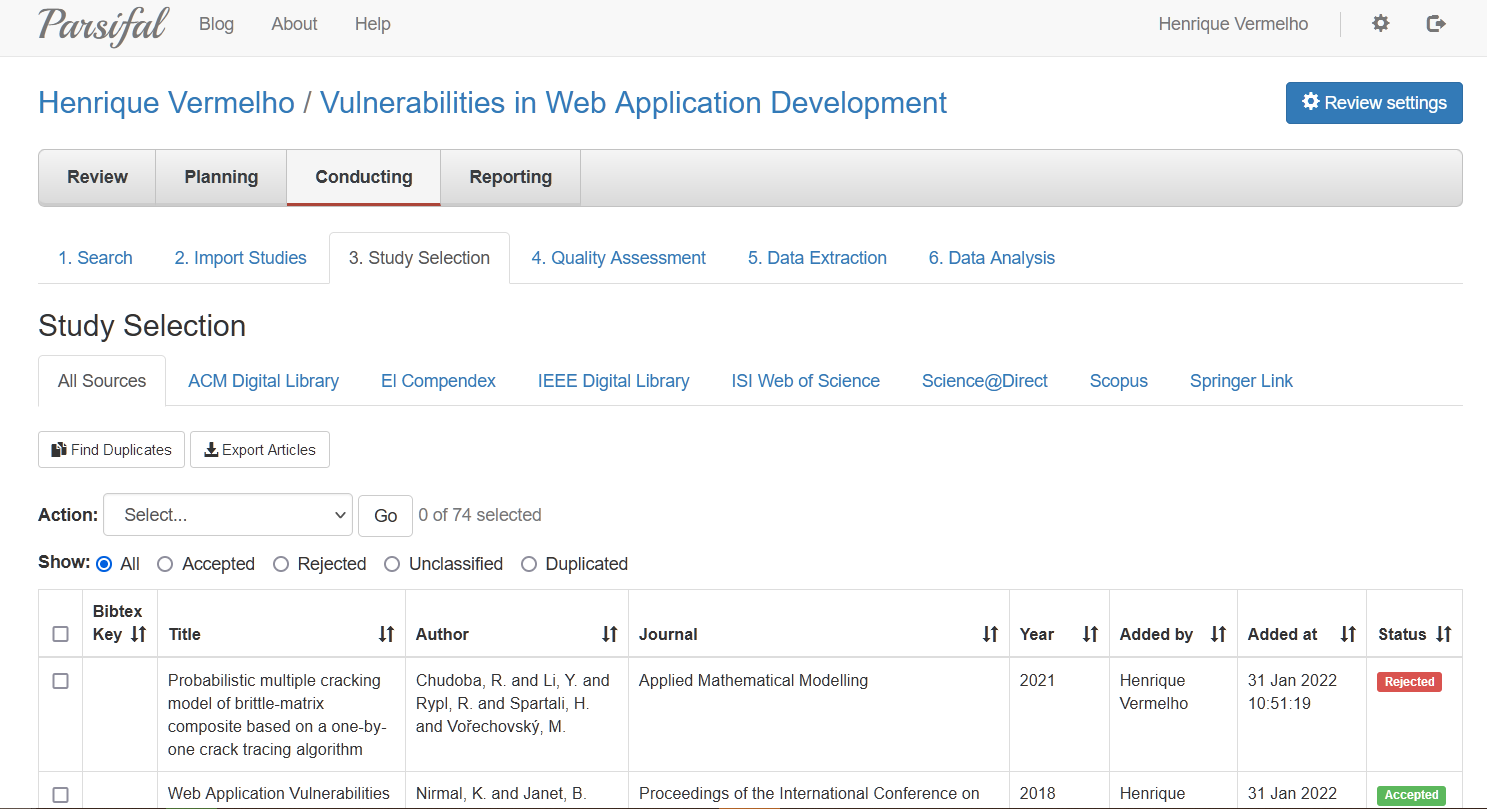 Parsifal Blog About Help Henrique Vermelho
Henrique Vermelho / Vulnerabilities in Web Application Development Review settings
Review Planning Conducting Reporting
1. Search 2. Import Studies 3. Study Selection 4. Quality Assessment 5. Data Extraction 6. Data Analysis
Study Selection
All Sources ACM Digital Library El Compendex IEEE Digital Library ISI Web of Science Science@Direct Scopus Springer Link
Find Duplicates Export Articles
Action: Select... Go 0 of 74 selected
Show: All Accepted Rejected Unclassified Duplicated
Bibtex
Key Title Author Journal Year Added by Added at Status
Probabilistic multiple cracking Chudoba, R. and Li, Y. and Applied Mathematical Modelling 2021 Henrique 31 Jan 2022 Rejected
model of brittle-matrix Rypl, R. and Spartali, H. Vermelho 10:51:19
composite based on a one-by- and Vořechovský, M.
one crack tracing algorithm
Web Application Vulnerabilities Nirmal, K. and Janet, B. Proceedings of the International Conference on 2018 Henrique 31 Jan 2022 Accepted